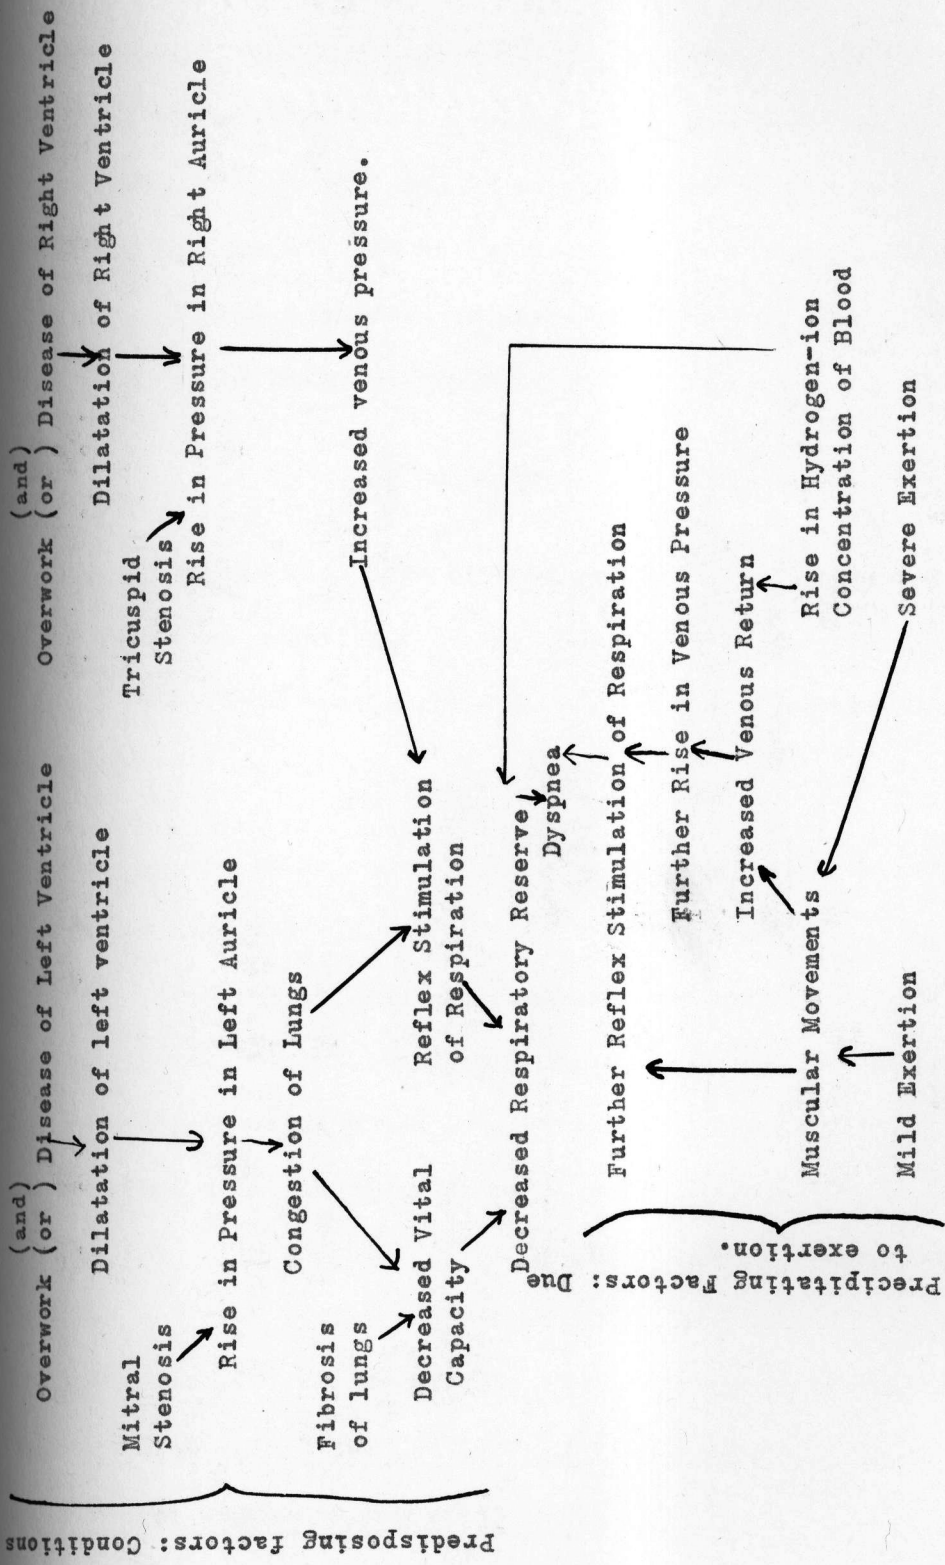 Predisposing factors: Conditions
(and) (and)
Overwork (or ) Disease of Left Ventricle Overwork (or ) Disease of Right Ventricle
Dilatation of left ventricle Dilatation of Right Ventricle
Mitral Tricuspid
Stenosis Stenosis
Rise in Pressure in Left Auricle Rise in Pressure in Right Auricle
Congestion of Lungs
Fibrosis
of lungs
Increased venous pressure.
Decreased Vital Reflex Stimulation
Capacity of Respiration
Decreased Respiratory Reserve
Dyspnea
Precipitating Factors: Due
to exertion.
Further Reflex Stimulation of Respiration
Further Rise in Venous Pressure
Increased Venous Return
Muscular Movements Rise in Hydrogen-ion
Concentration of Blood
Mild Exertion Severe Exertion